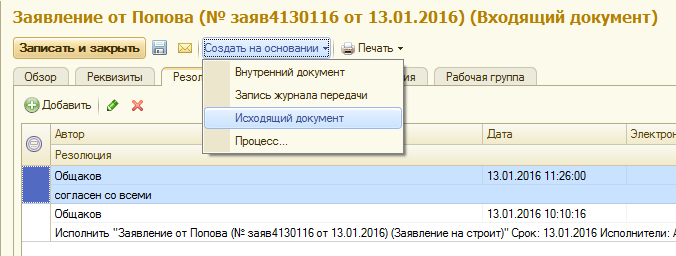 Заявление от Попова (№ заяв4130116 от 13.01.2016) (Входящий документ)
Записать и закрыть Создать на основании Печать
Обзор Реквизиты Резол ия Рабочая группа
Внутренний документ
Запись журнала передачи
Исходящий документ
Процесс...
Добавить
Автор Дата Электрон
Резолюция
Общаков 13.01.2016 11:26:00
согласен со всеми
Общаков 13.01.2016 10:10:16
Исполнить "Заявление от Попова (№ заяв4130116 от 13.01.2016) (Заявление на строит)" Срок: 13.01.2016 Исполнители: А